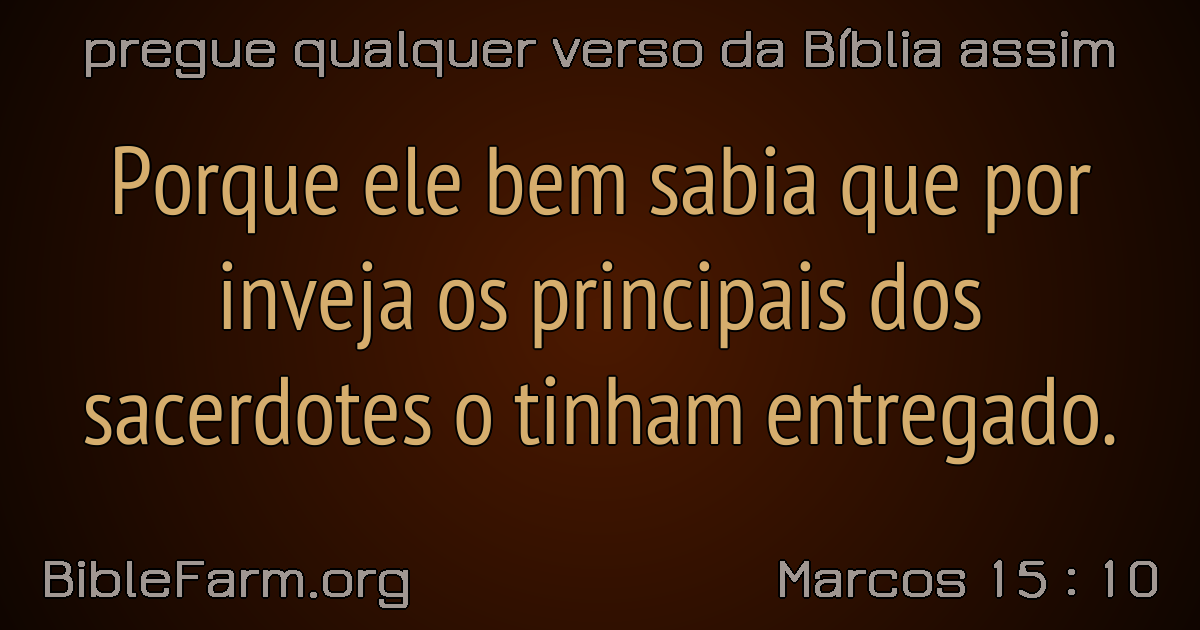 pregue qualquer verso da Bíblia assim
Porque ele bem sabia que por
inveja os principais dos
sacerdotes o tinham entregado.
BibleFarm.org
Marcos 15 : 10